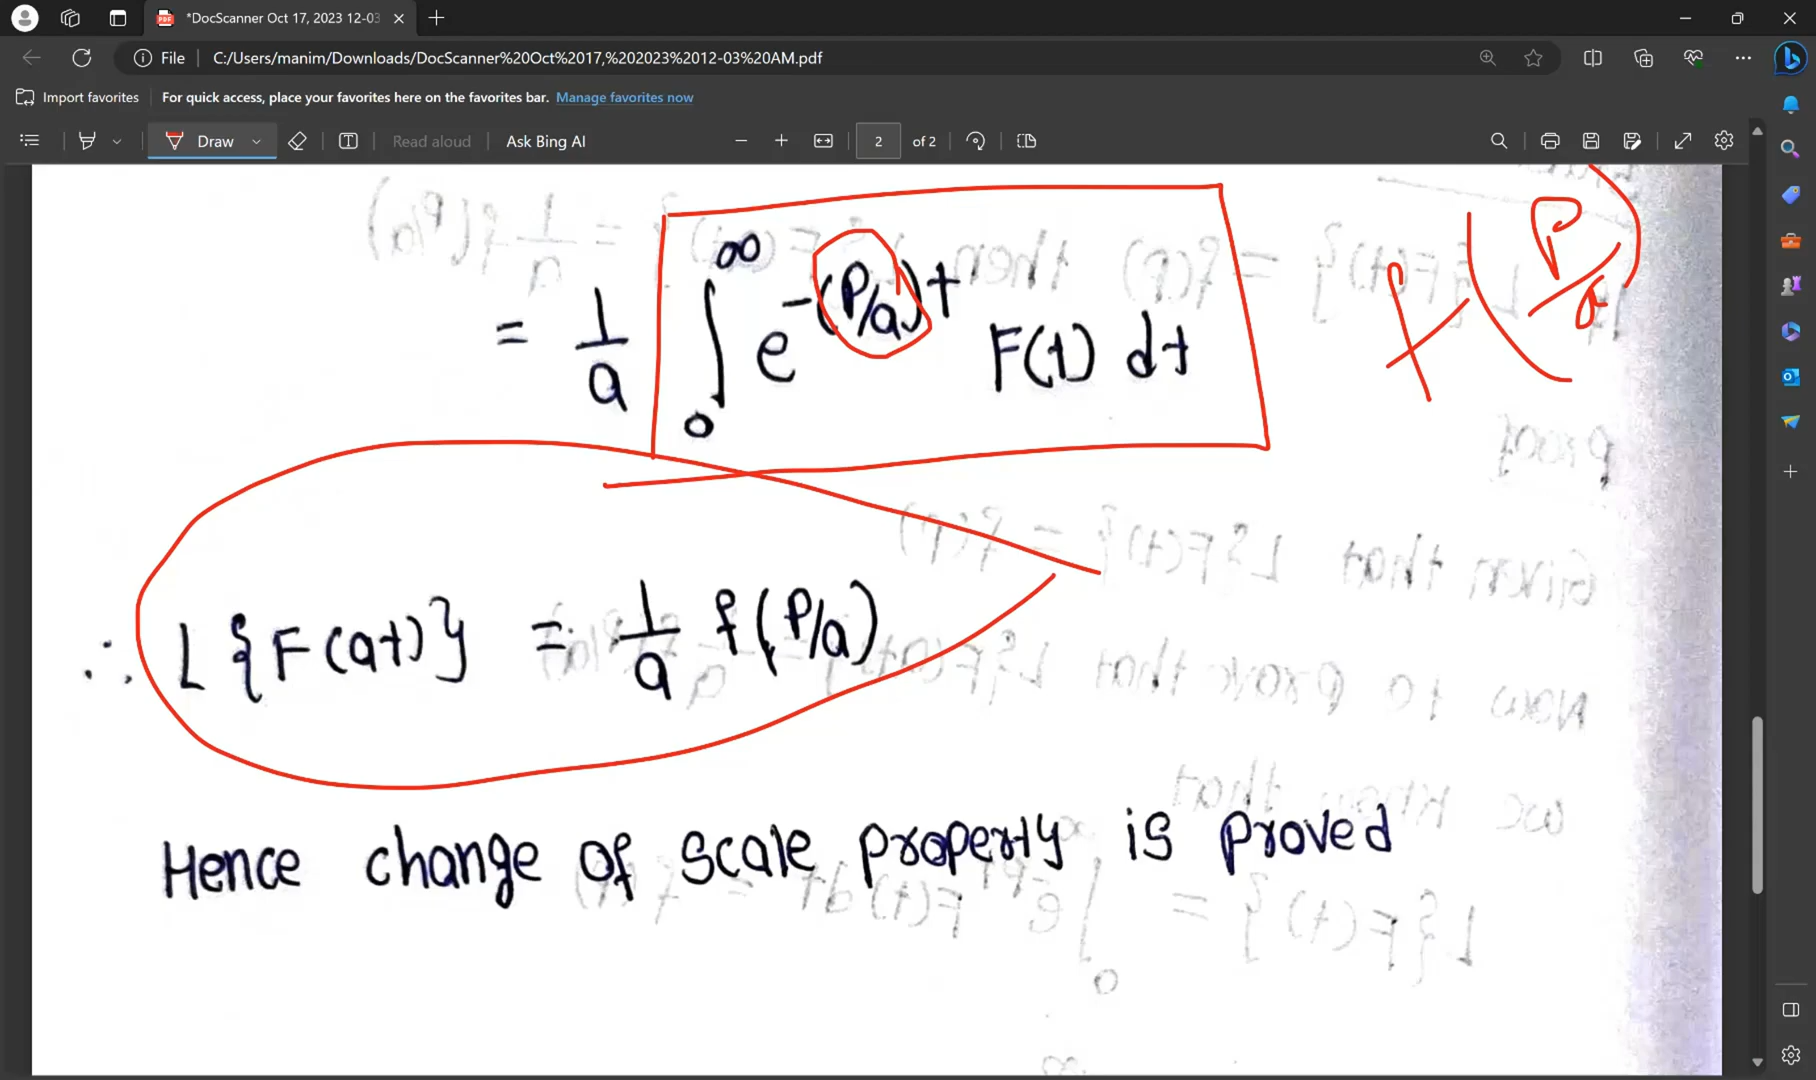 *DocScanner Oct 17, 2023 12-03
File C:/Users/manim/Downloads/DocScanner%20Oct%2017,%202023%2012-03%20AM.pdf
Import favorites For quick access, place your favorites here on the favorites bar. Manage favorites now
Draw Read aloud Ask Bing AI 2 of 2
= 1/a ∫₀^∞ e^-(P/a)t F(t) dt
f(P/a)
∴ L{F(at)} = 1/a f(P/a)
Hence change of scale property is proved